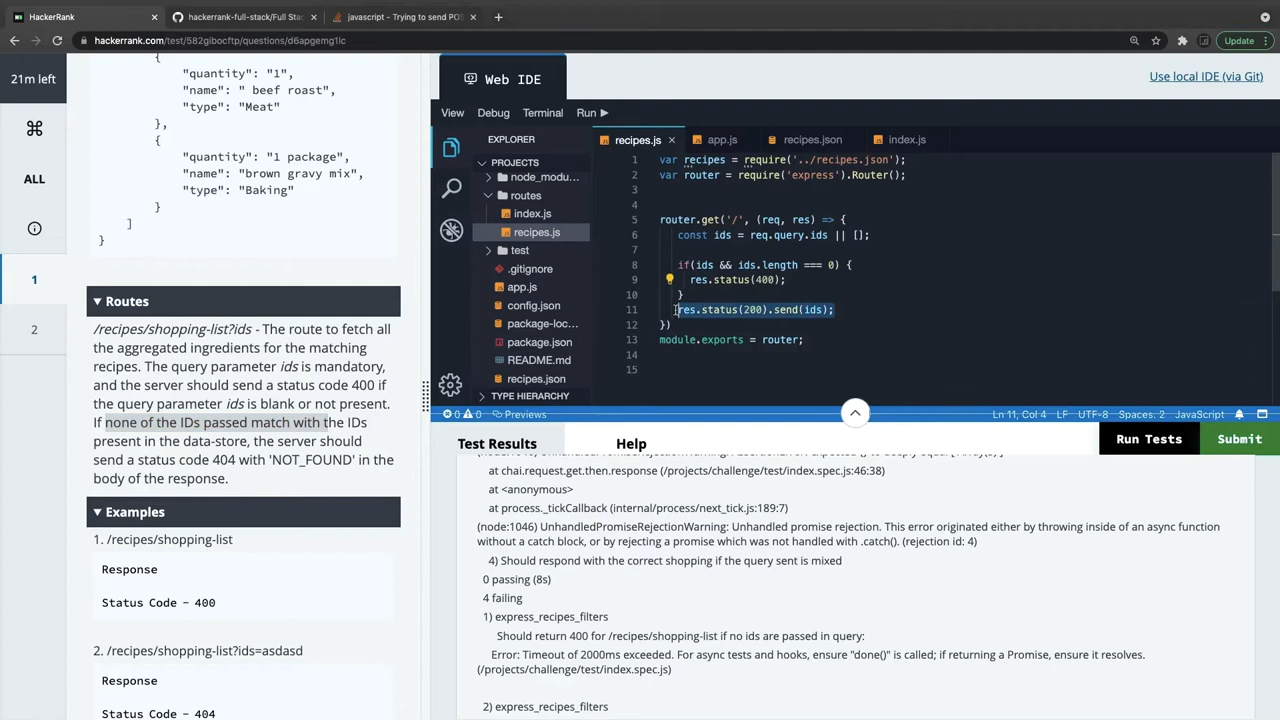 HackerRank
hackerrank-full-stack/Full Stac
javascript - Trying to send POS
hackerrank.com/test/582gibocftp/questions/d6apgemg1lc
Update
21m left
ALL
1
2
{
"quantity": "1",
"name": " beef roast",
"type": "Meat"
},
{
"quantity": "1 package",
"name": "brown gravy mix",
"type": "Baking"
}
]
}
Routes
/recipes/shopping-list?ids - The route to fetch all
the aggregated ingredients for the matching
recipes. The query parameter ids is mandatory,
and the server should send a status code 400 if
the query parameter ids is blank or not present.
If none of the IDs passed match with the IDs
present in the data-store, the server should
send a status code 404 with 'NOT_FOUND' in the
body of the response.
Examples
1. /recipes/shopping-list
Response
Status Code - 400
2. /recipes/shopping-list?ids=asdasd
Response
Status Code - 404
Web IDE
Use local IDE (via Git)
View Debug Terminal Run
EXPLORER
PROJECTS
node_modu...
routes
index.js
recipes.js
test
.gitignore
app.js
config.json
package-loc...
package.json
README.md
recipes.json
TYPE HIERARCHY
recipes.js app.js recipes.json index.js
1 var recipes = require('../recipes.json');
2 var router = require('express').Router();
3
4
5 router.get('/', (req, res) => {
6 const ids = req.query.ids || [];
7
8 if(ids && ids.length === 0) {
9 res.status(400);
10 }
11 res.status(200).send(ids);
12 })
13 module.exports = router;
14
15
0 0 Previews
Ln 11, Col 4 LF UTF-8 Spaces: 2 JavaScript
Test Results Help
Run Tests Submit
at chai.request.get.then.response (/projects/challenge/test/index.spec.js:46:38)
at <anonymous>
at process._tickCallback (internal/process/next_tick.js:189:7)
(node:1046) UnhandledPromiseRejectionWarning: Unhandled promise rejection. This error originated either by throwing inside of an async function
without a catch block, or by rejecting a promise which was not handled with .catch(). (rejection id: 4)
4) Should respond with the correct shopping if the query sent is mixed
0 passing (8s)
4 failing
1) express_recipes_filters
Should return 400 for /recipes/shopping-list if no ids are passed in query:
Error: Timeout of 2000ms exceeded. For async tests and hooks, ensure "done()" is called; if returning a Promise, ensure it resolves.
(/projects/challenge/test/index.spec.js)
2) express_recipes_filters